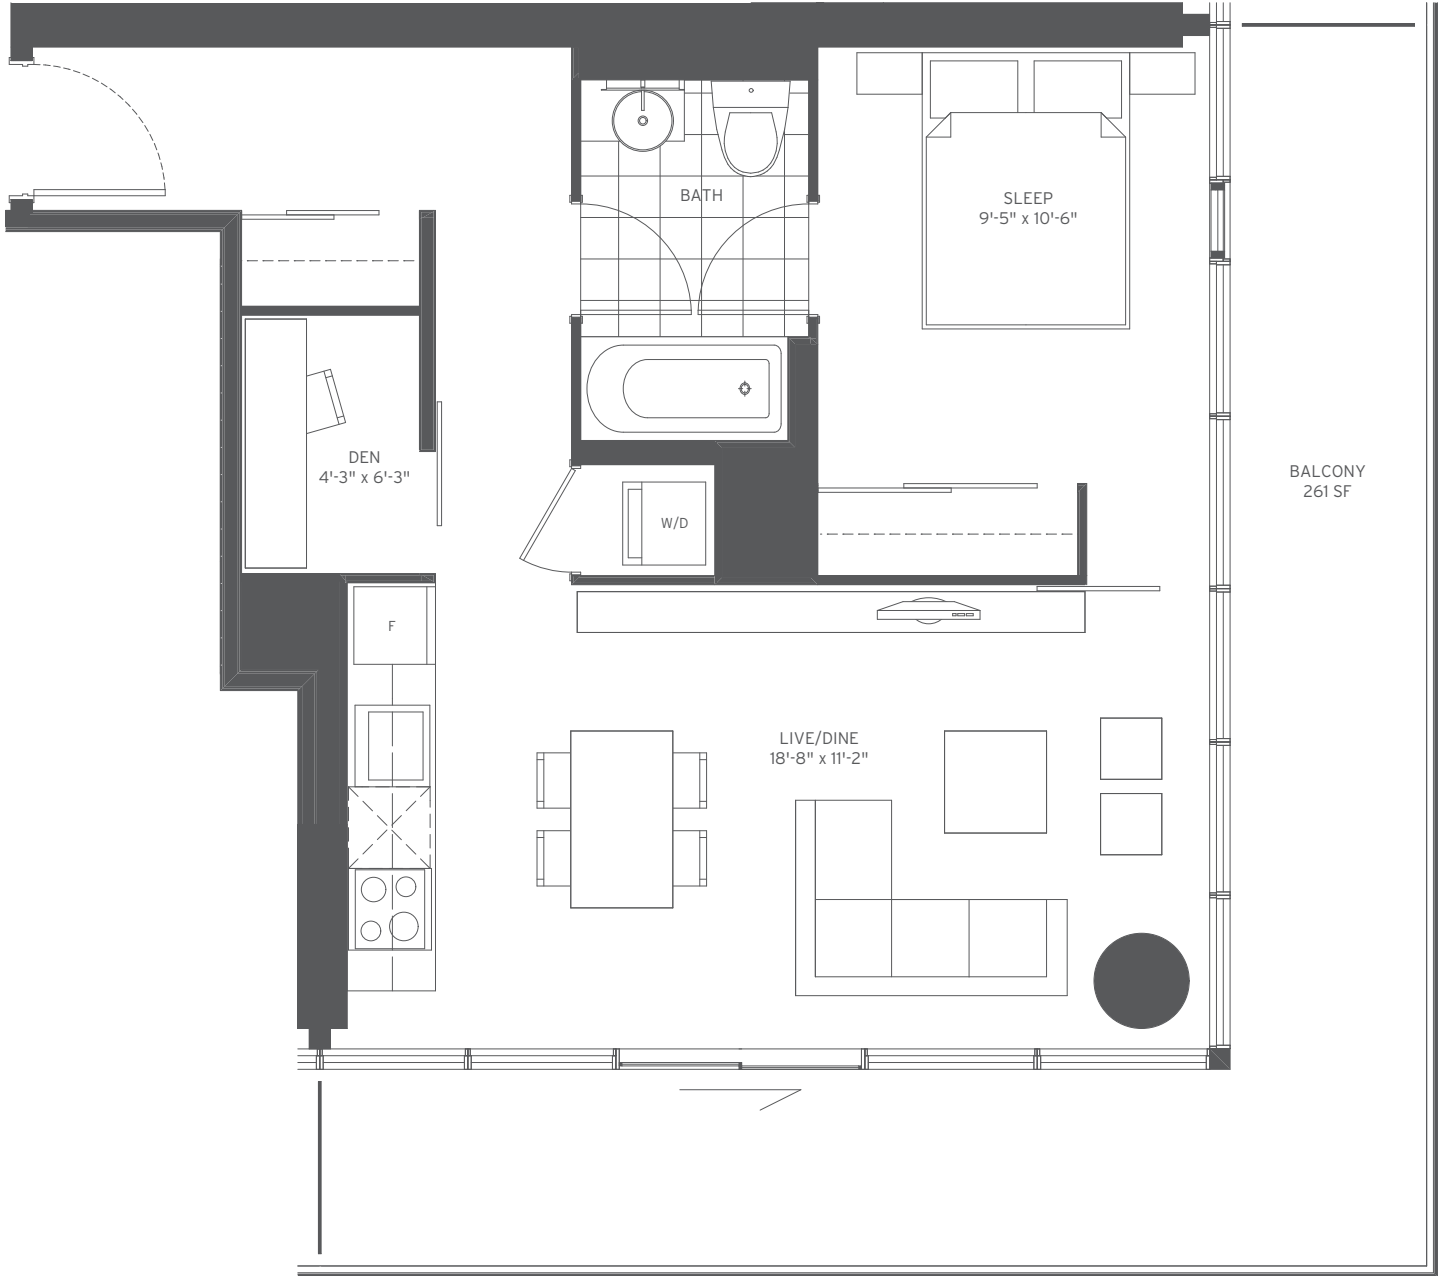 BATH
SLEEP
9'-5" x 10'-6"
DEN
4'-3" x 6'-3"
BALCONY
261 SF
W/D
F
LIVE/DINE
18'-8" x 11'-2"